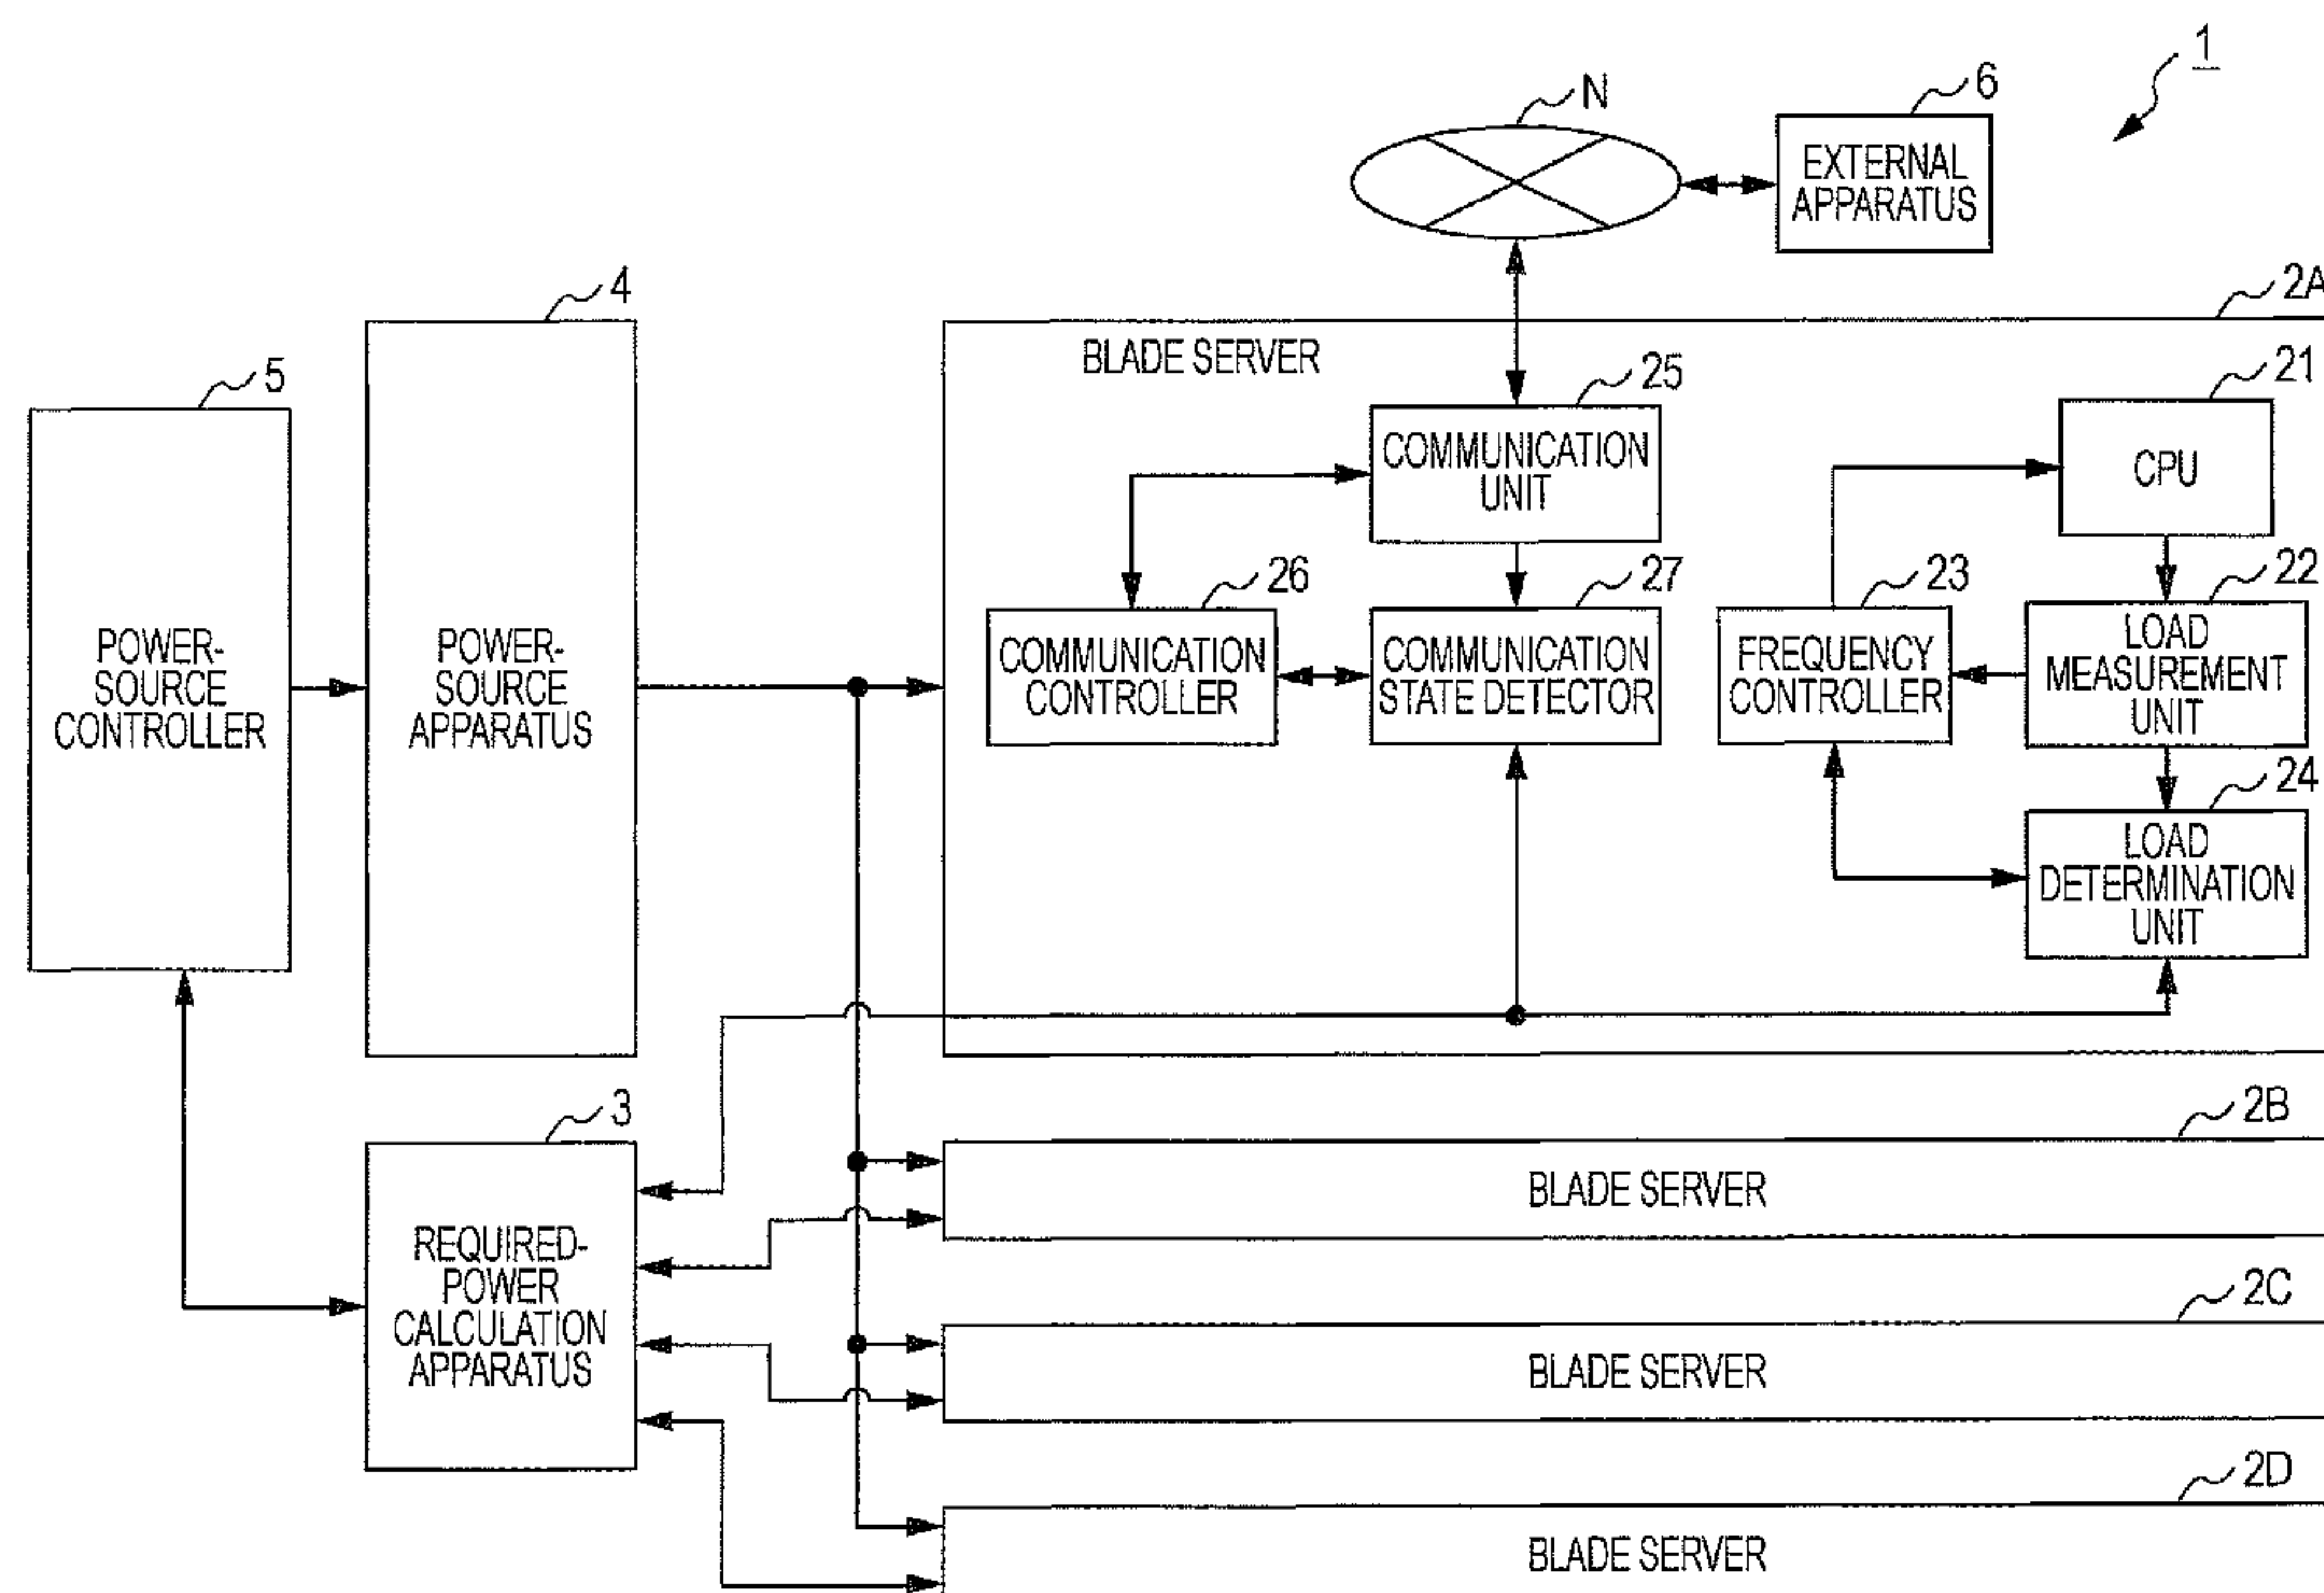 1
N
6
EXTERNAL
APPARATUS
2A
BLADE SERVER
4
5
25
COMMUNICATION
UNIT
21
CPU
26
27
23
22
POWER-
SOURCE
CONTROLLER
POWER-
SOURCE
APPARATUS
COMMUNICATION
CONTROLLER
COMMUNICATION
STATE DETECTOR
FREQUENCY
CONTROLLER
LOAD
MEASUREMENT
UNIT
24
LOAD
DETERMINATION
UNIT
3
REQUIRED-
POWER
CALCULATION
APPARATUS
2B
BLADE SERVER
2C
BLADE SERVER
2D
BLADE SERVER